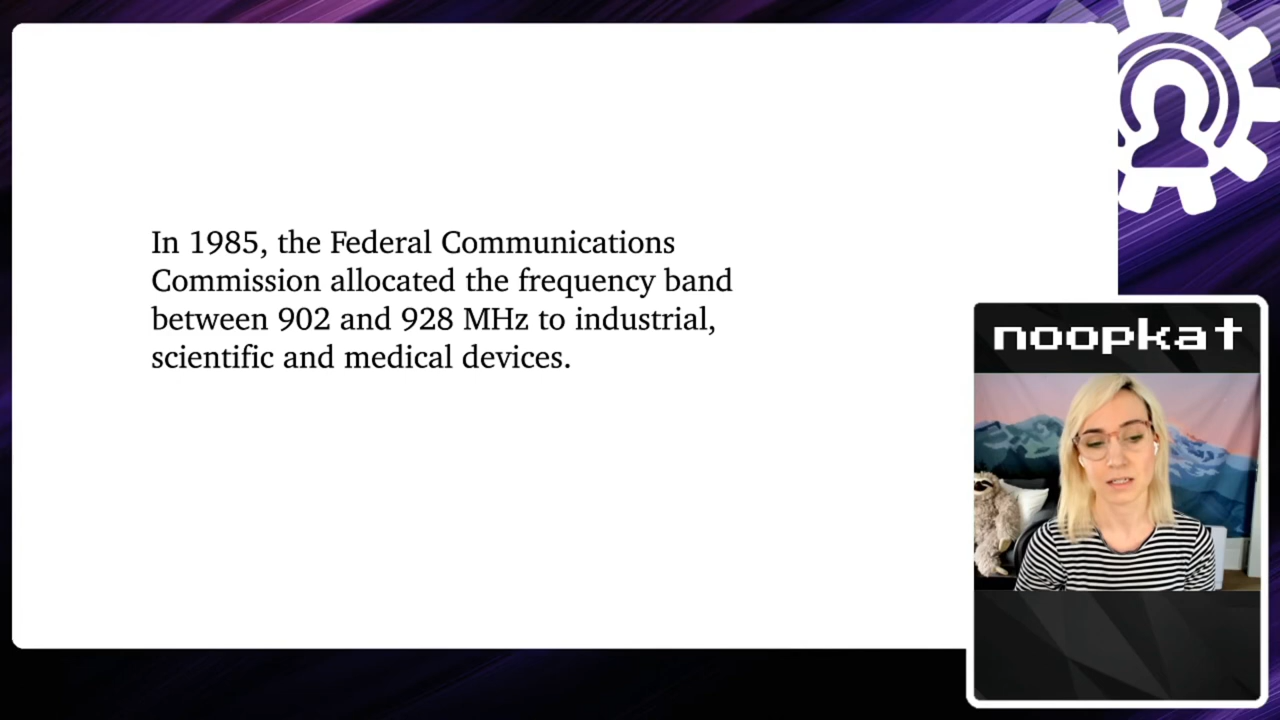 In 1985, the Federal Communications
Commission allocated the frequency band
between 902 and 928 MHz to industrial,
scientific and medical devices.
noopkat